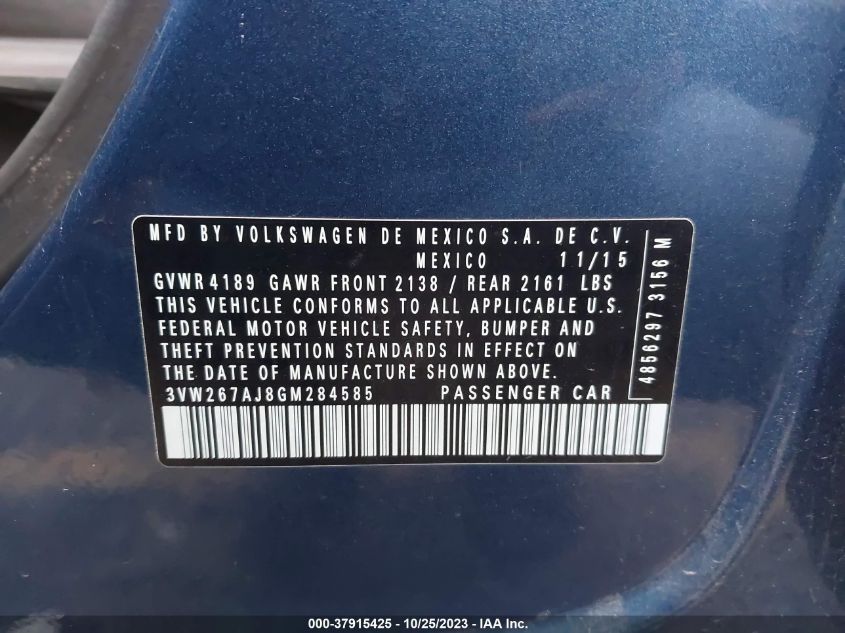 MFD BY VOLKSWAGEN DE MEXICO S.A. DE C.V.
MEXICO 11/15
GVWR 4189 GAWR FRONT 2138 / REAR 2161 LBS
THIS VEHICLE CONFORMS TO ALL APPLICABLE U.S.
FEDERAL MOTOR VEHICLE SAFETY, BUMPER AND
THEFT PREVENTION STANDARDS IN EFFECT ON
THE DATE OF MANUFACTURE SHOWN ABOVE.
3VW267AJ8GM284585 PASSENGER CAR
4856297 3156 M
000-37915425 - 10/25/2023 - IAA Inc.